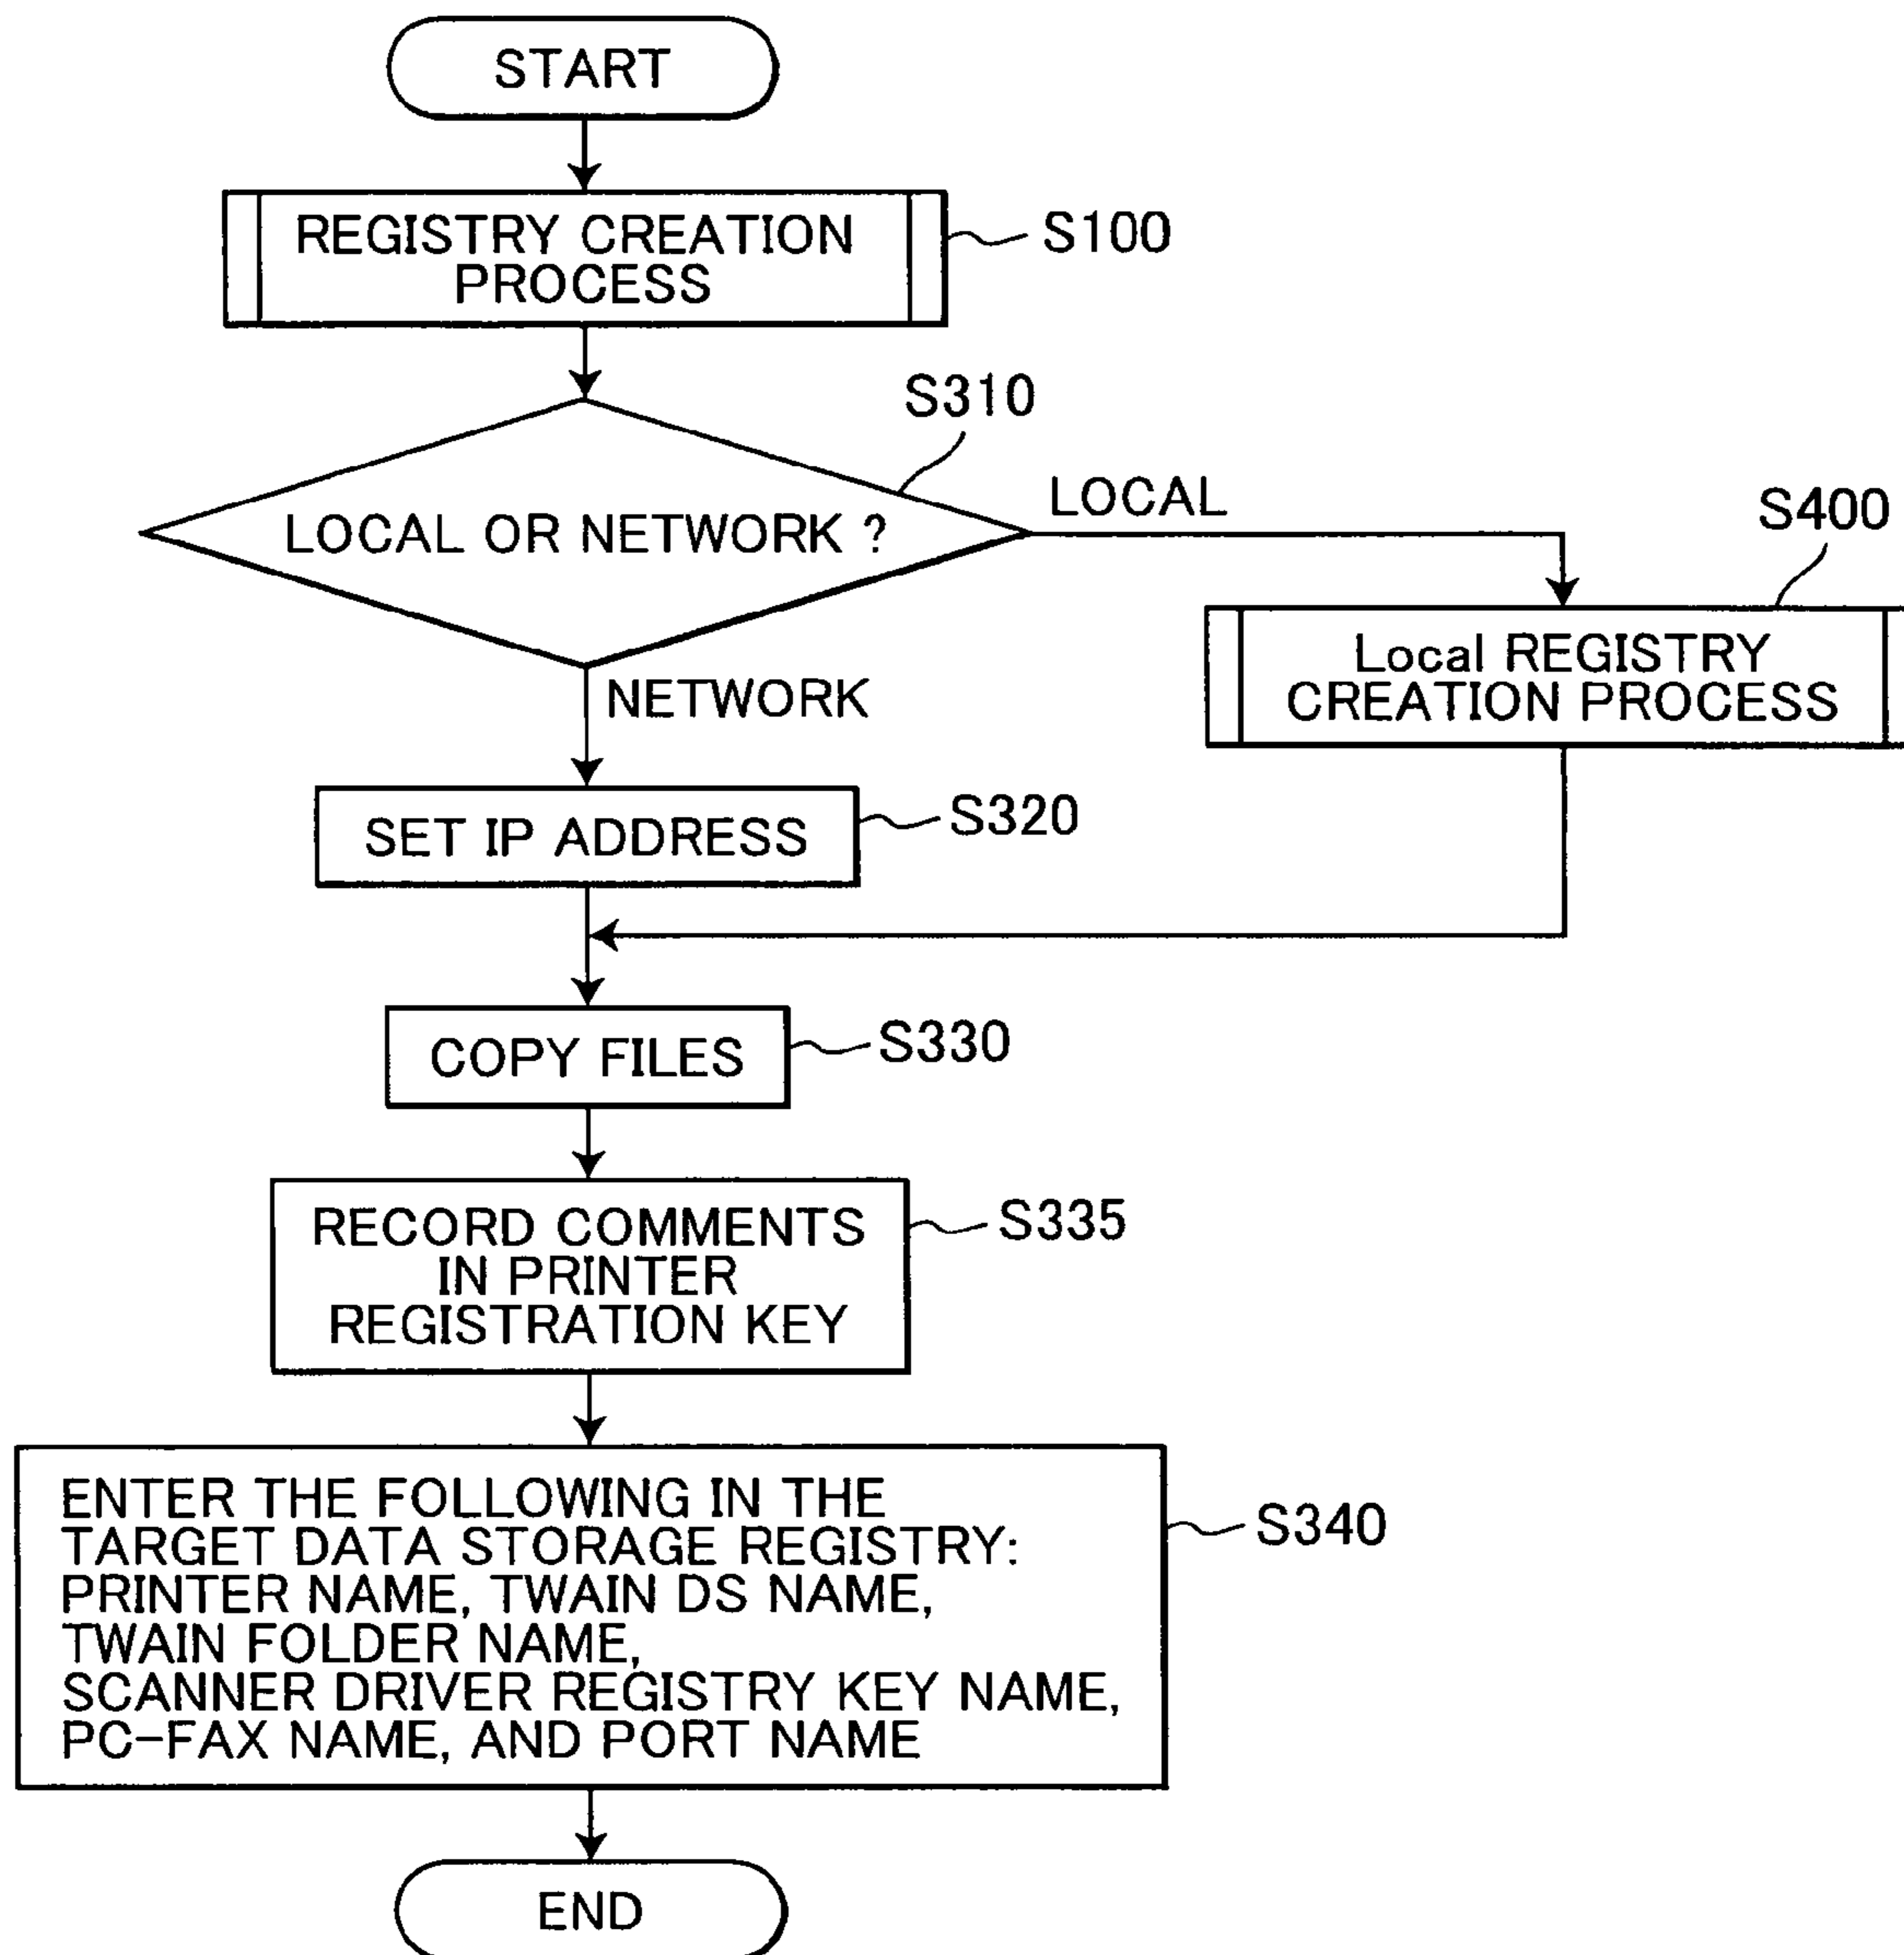 START
REGISTRY CREATION
PROCESS
S100
S310
LOCAL OR NETWORK ?
LOCAL
S400
Local REGISTRY
CREATION PROCESS
NETWORK
SET IP ADDRESS
S320
COPY FILES
S330
RECORD COMMENTS
IN PRINTER
REGISTRATION KEY
S335
ENTER THE FOLLOWING IN THE
TARGET DATA STORAGE REGISTRY:
PRINTER NAME, TWAIN DS NAME,
TWAIN FOLDER NAME,
SCANNER DRIVER REGISTRY KEY NAME,
PC-FAX NAME, AND PORT NAME
S340
END